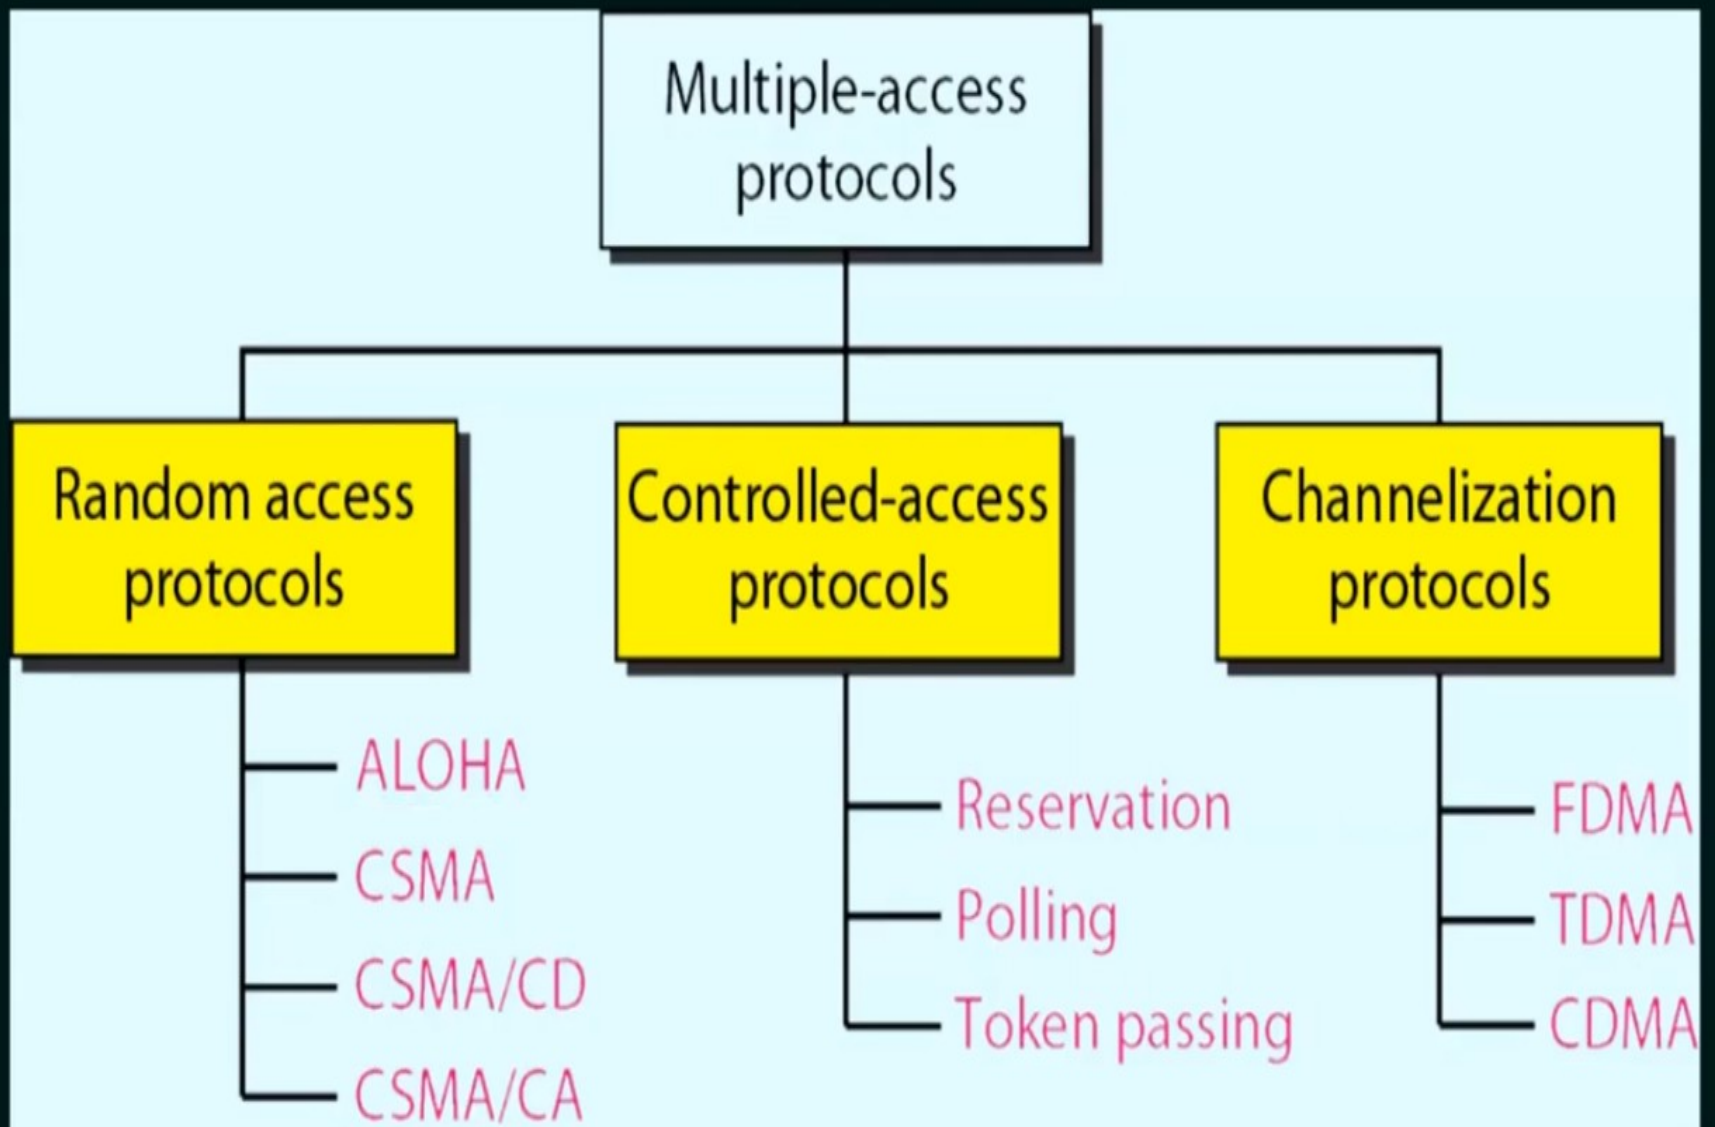 Multiple-access
protocols
Random access
protocols
Controlled-access
protocols
Channelization
protocols
ALOHA
CSMA
CSMA/CD
CSMA/CA
Reservation
Polling
Token passing
FDMA
TDMA
CDMA